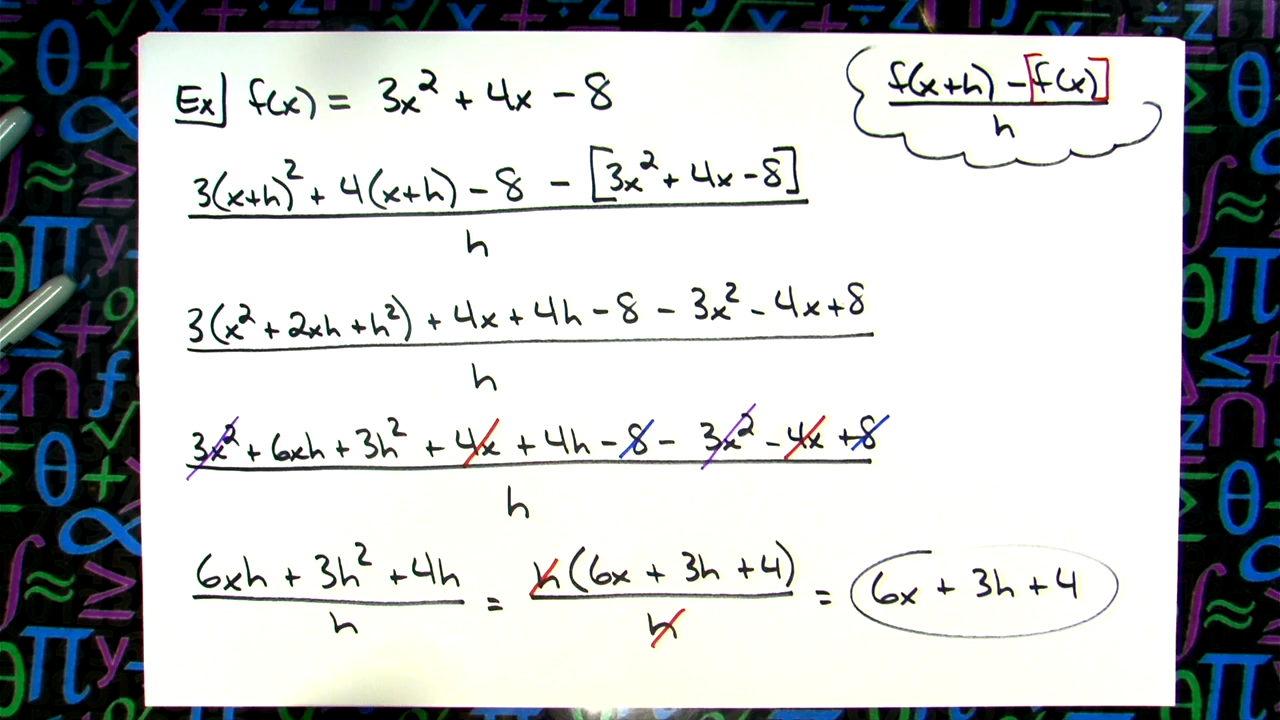 Ex] f(x) = 3x² + 4x − 8
(f(x+h) − [f(x)]) / h
(3(x+h)² + 4(x+h) − 8 − [3x² + 4x − 8]) / h
(3(x² + 2xh + h²) + 4x + 4h − 8 − 3x² − 4x + 8) / h
(3x² + 6xh + 3h² + 4x + 4h − 8 − 3x² − 4x + 8) / h
(6xh + 3h² + 4h) / h = h(6x + 3h + 4) / h = 6x + 3h + 4